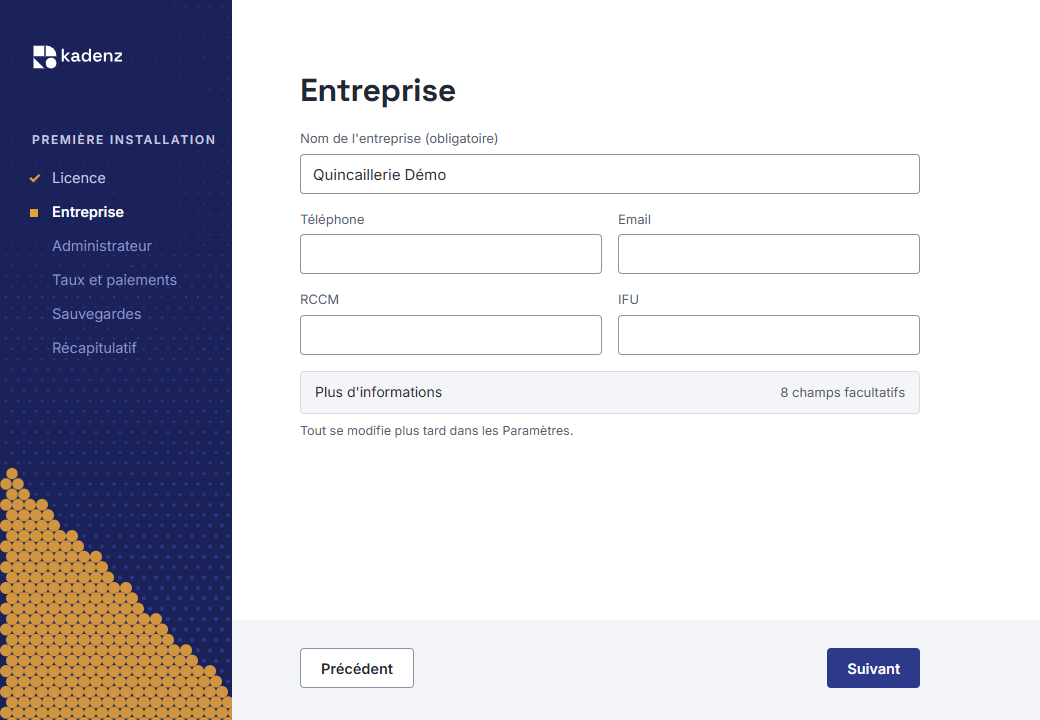 kadenz
PREMIÈRE INSTALLATION
Licence
Entreprise
Administrateur
Taux et paiements
Sauvegardes
Récapitulatif
Entreprise
Nom de l'entreprise (obligatoire)
Quincaillerie Démo
Téléphone
Email
RCCM
IFU
Plus d'informations
8 champs facultatifs
Tout se modifie plus tard dans les Paramètres.
Précédent
Suivant